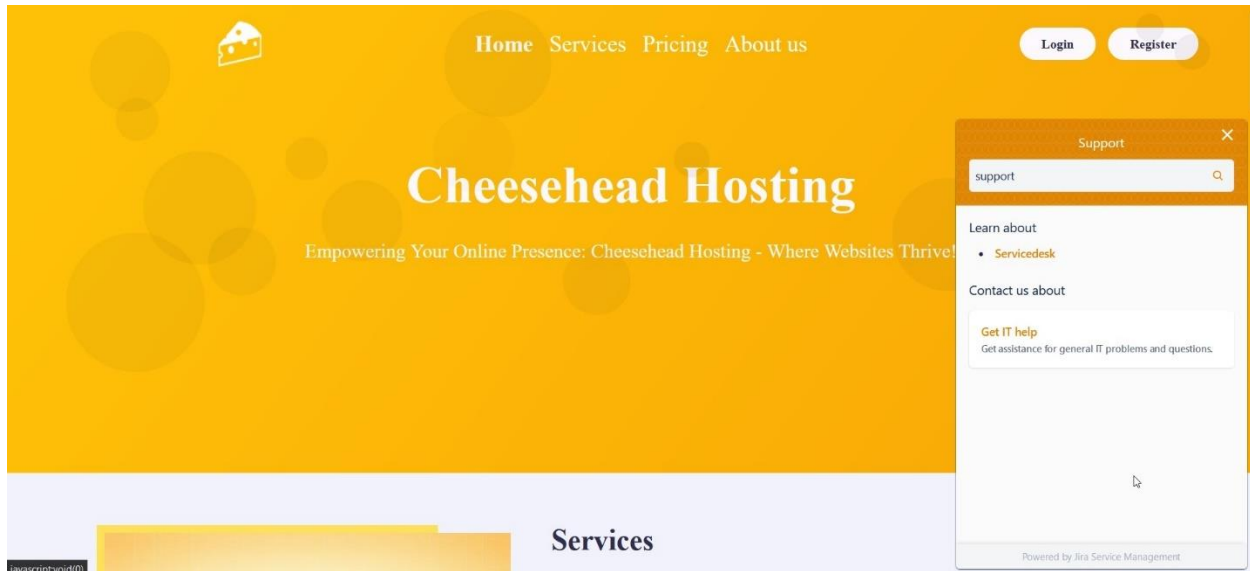 Home Services Pricing About us
Login Register
Cheesehead Hosting
Empowering Your Online Presence: Cheesehead Hosting - Where Websites Thrive!
Support
support
Learn about
• Servicedesk
Contact us about
Get IT help
Get assistance for general IT problems and questions.
Powered by Jira Service Management
Services
javascript:void(0)